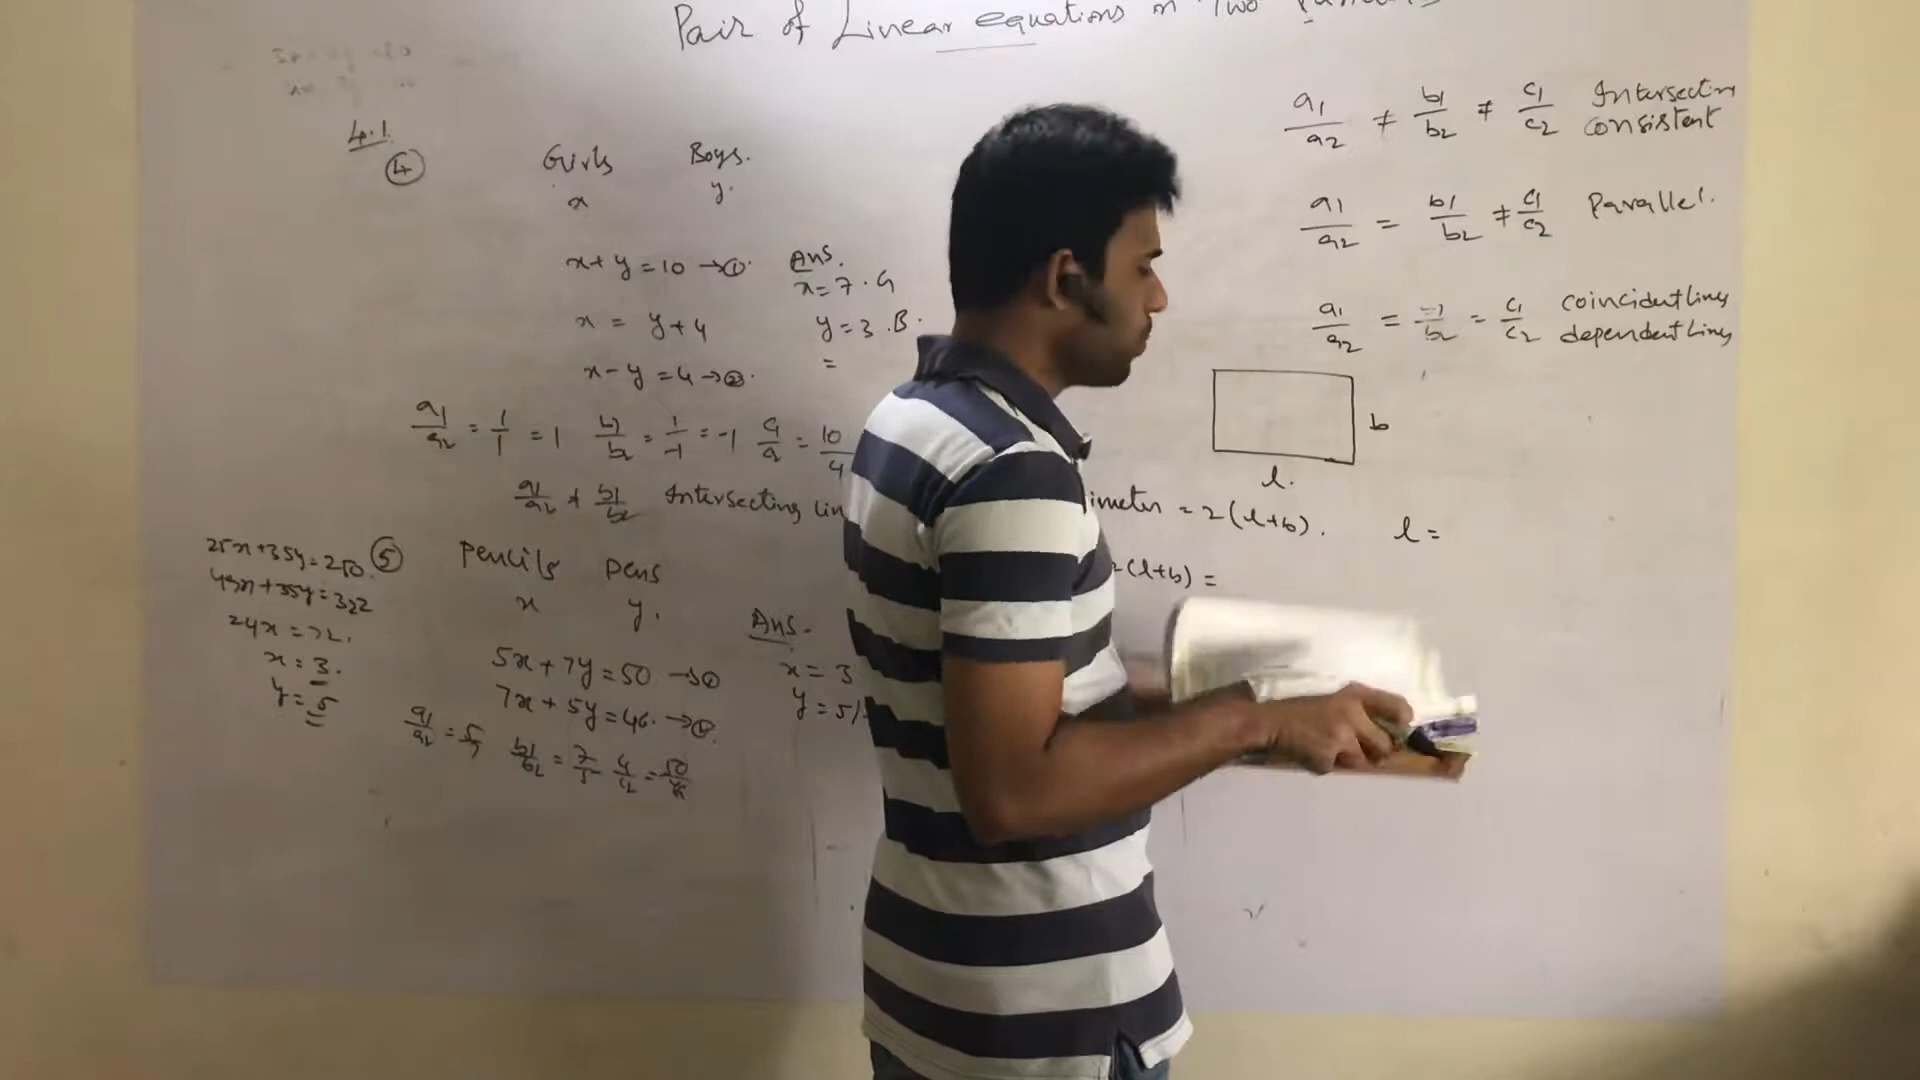 Pair of Linear equations in Two
4.1
④
Girls Boys.
x y.
x+y=10 →①.
x = y+4
x-y=4→②.
Ans.
x=7.G
y=3.B.
=
a1/a2 = 1/1 = 1 b1/b2 = 1/-1 = -1 c1/c2 = 10/4
a1/a2 ≠ b1/b2 Intersecting Lin
⑤
Pencils Pens
x y.
5x+7y=50 →①
7x+5y=46. →②.
a1/a2 = 5/7 b1/b2 = 7/5 c1/c2 = 50/46
Ans.
x=3
y=5
25x+35y=250
49x+35y=322
24x=72.
x=3.
y=5
=
a1/a2 ≠ b1/b2 ≠ c1/c2 Intersectin
consistent
a1/a2 = b1/b2 ≠ c1/c2 Parallel.
a1/a2 = b1/b2 = c1/c2 coincident lines
dependent Lines
b
l.
imeter = 2(l+b). l=
2(l+b) =